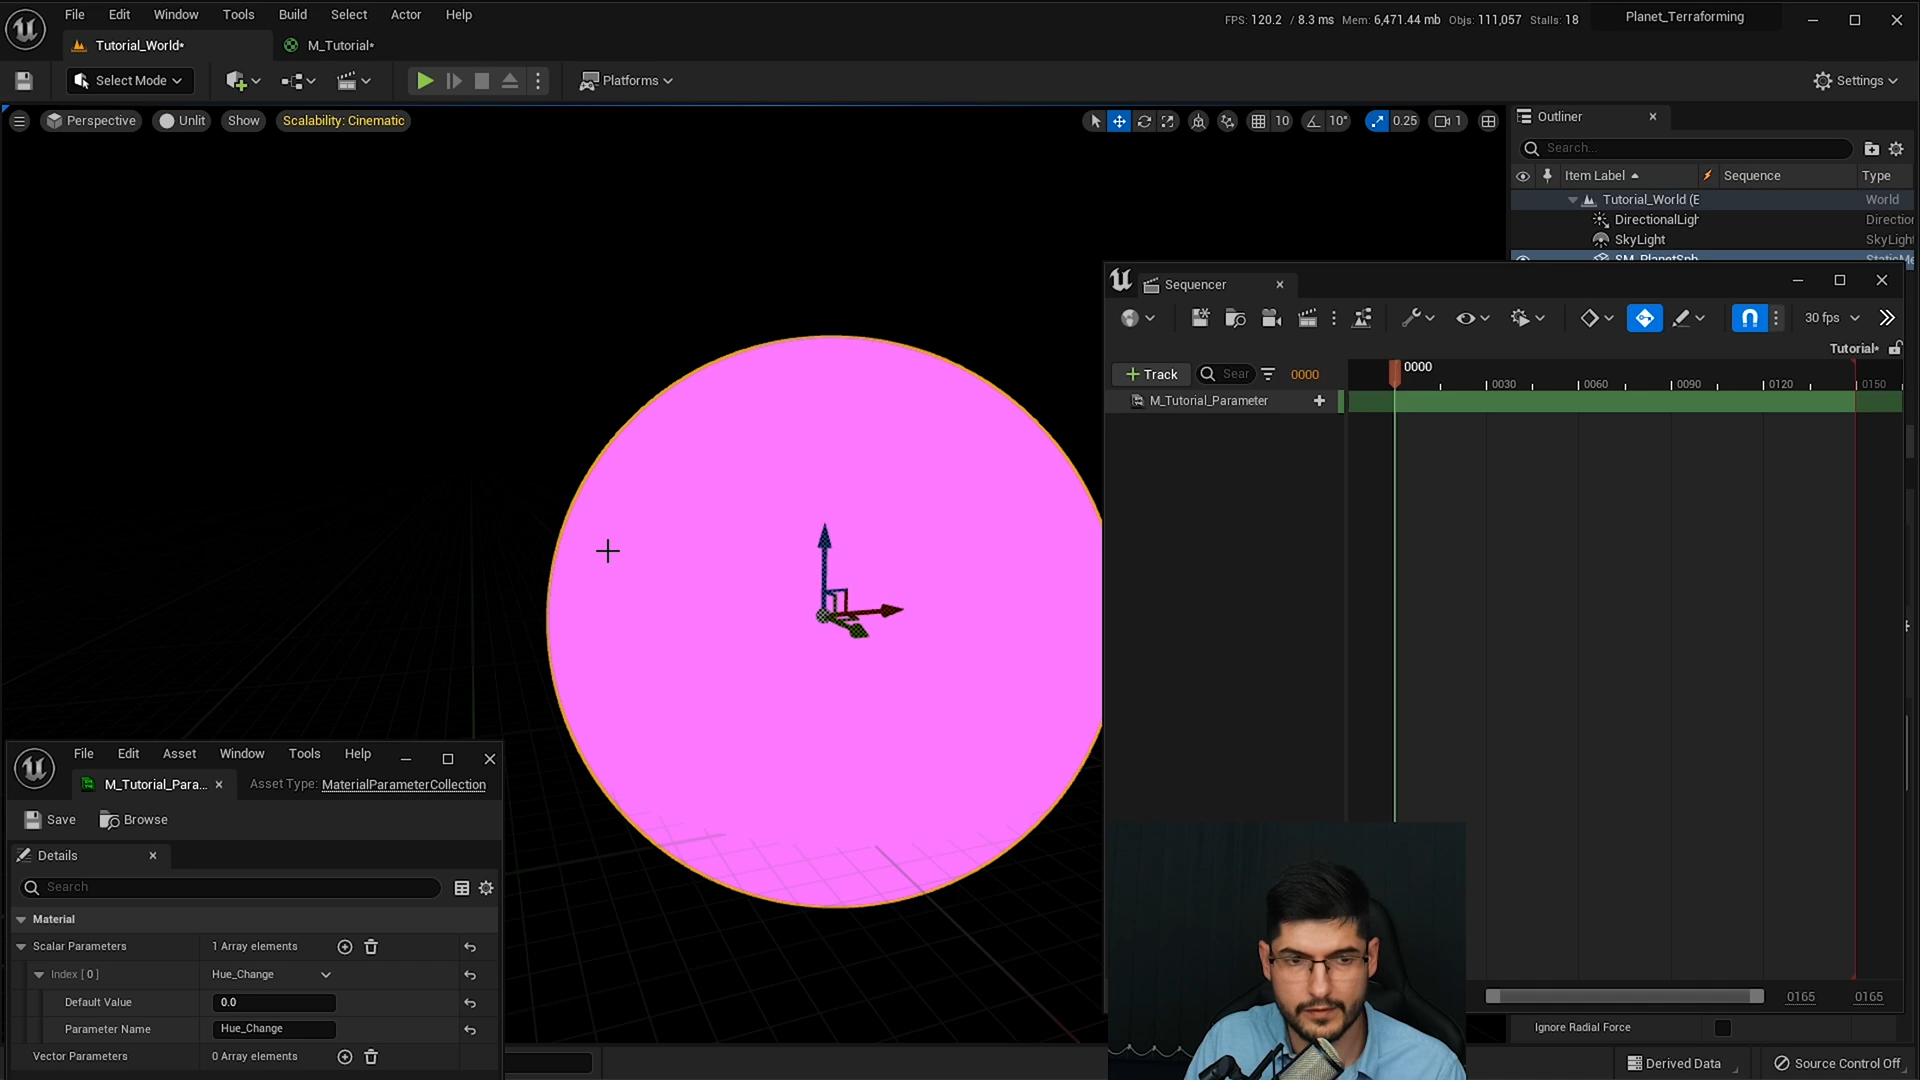 File Edit Window Tools Build Select Actor Help
FPS: 120.2 / 8.3 ms Mem: 6,471.44 mb Objs: 111,057 Stalls: 18
Planet_Terraforming
Tutorial_World*
M_Tutorial*
Select Mode
Platforms
Settings
Perspective
Unlit
Show
Scalability: Cinematic
10
10°
0.25
1
Outliner
Search...
Item Label
Sequence
Type
Tutorial_World (E
World
DirectionalLigh
Direction
SkyLight
SkyLight
SM_PlanetSph
StaticMe
Sequencer
30 fps
Tutorial*
+ Track
Sear
0000
0000
0030
0060
0090
0120
0150
M_Tutorial_Parameter
0165
0165
Ignore Radial Force
Derived Data
Source Control Off
File Edit Asset Window Tools Help
M_Tutorial_Para...
Asset Type: MaterialParameterCollection
Save
Browse
Details
Search
Material
Scalar Parameters
1 Array elements
Index [ 0 ]
Hue_Change
Default Value
0.0
Parameter Name
Hue_Change
Vector Parameters
0 Array elements